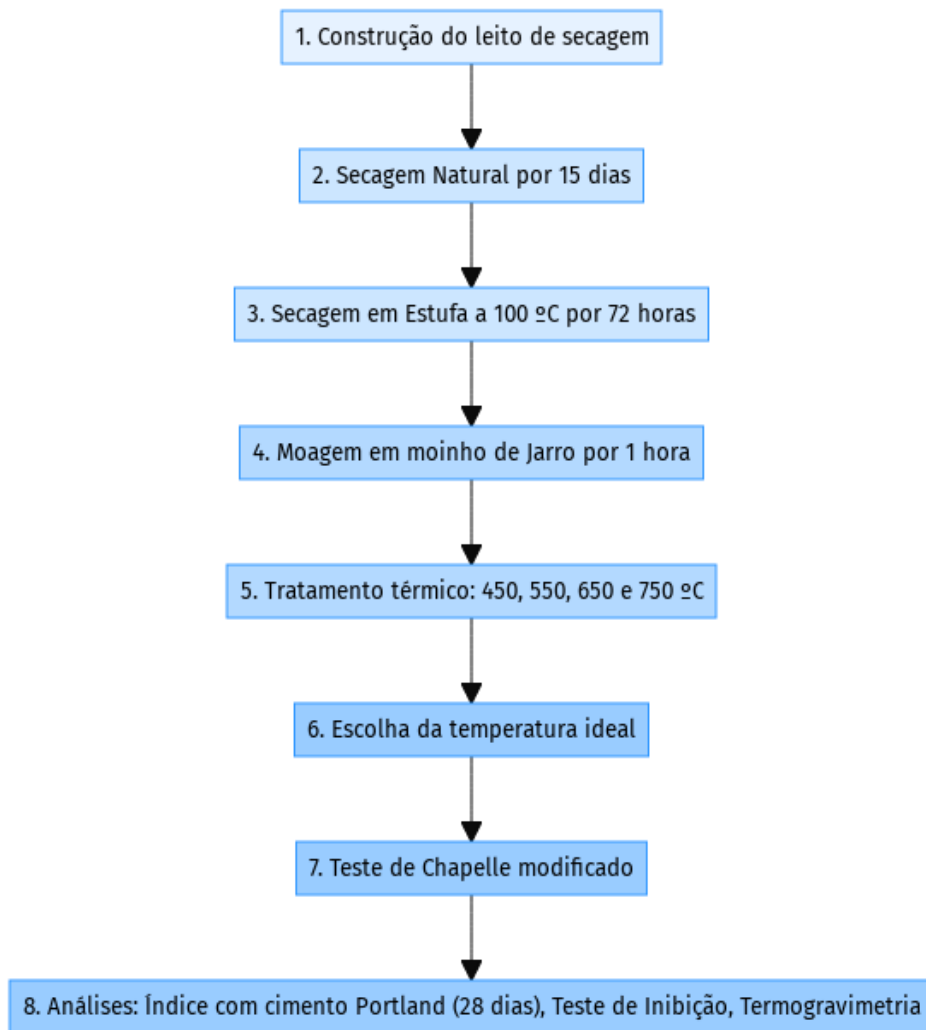 1. Construção do leito de secagem
2. Secagem Natural por 15 dias
3. Secagem em Estufa a 100 ºC por 72 horas
4. Moagem em moinho de Jarro por 1 hora
5. Tratamento térmico: 450, 550, 650 e 750 ºC
6. Escolha da temperatura ideal
7. Teste de Chapelle modificado
8. Análises: Índice com cimento Portland (28 dias), Teste de Inibição, Termogravimetria